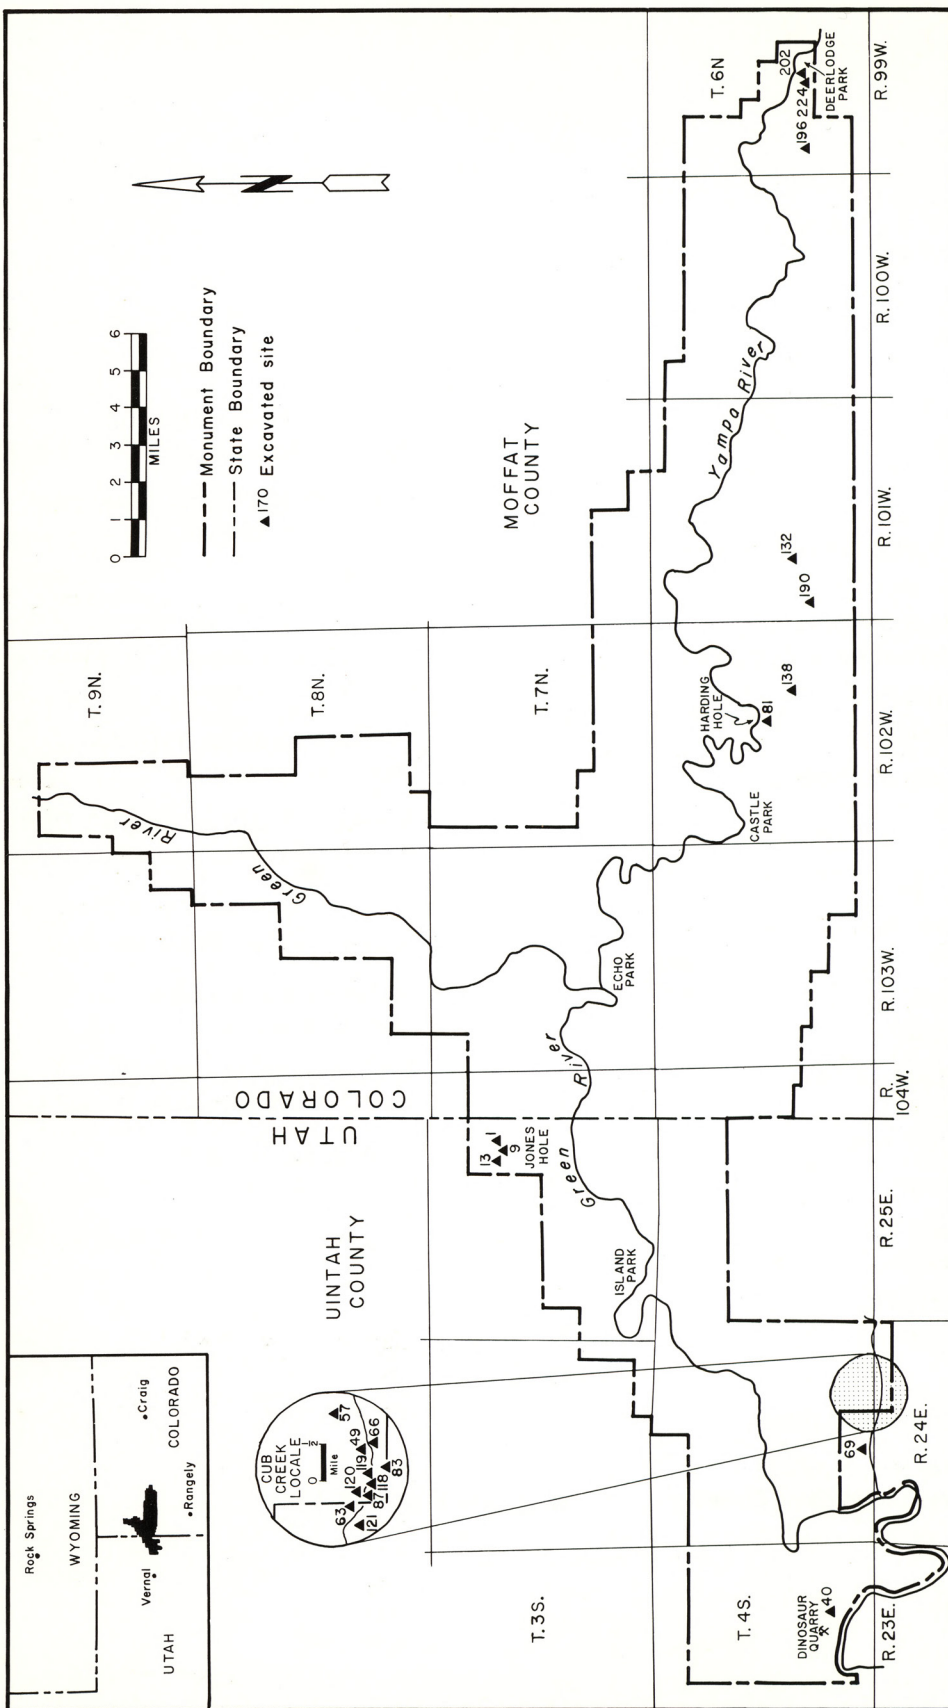 Rock Springs
WYOMING
Vernal
Craig
Rangely
UTAH
COLORADO
CUB
CREEK
LOCALE
0 1/2
Mile
57
49
66
119
120
63
83
118
87
121
0 1 2 3 4 5 6
MILES
Monument Boundary
State Boundary
170 Excavated site
N
UINTAH
COUNTY
UTAH
COLORADO
MOFFAT
COUNTY
T. 9N.
T. 8N.
T. 7N.
T. 6N
T. 3S.
T. 4S.
Green River
13
1
9
JONES
HOLE
Green River
ISLAND
PARK
ECHO
PARK
CASTLE
PARK
HARDING
HOLE
81
138
190
132
Yampa River
196
224
202
DEERLODGE
PARK
DINOSAUR
QUARRY
40
69
R. 23E.
R. 24E.
R. 25E.
R.
104W.
R. 103W.
R. 102W.
R. 101W.
R. 100W.
R. 99W.